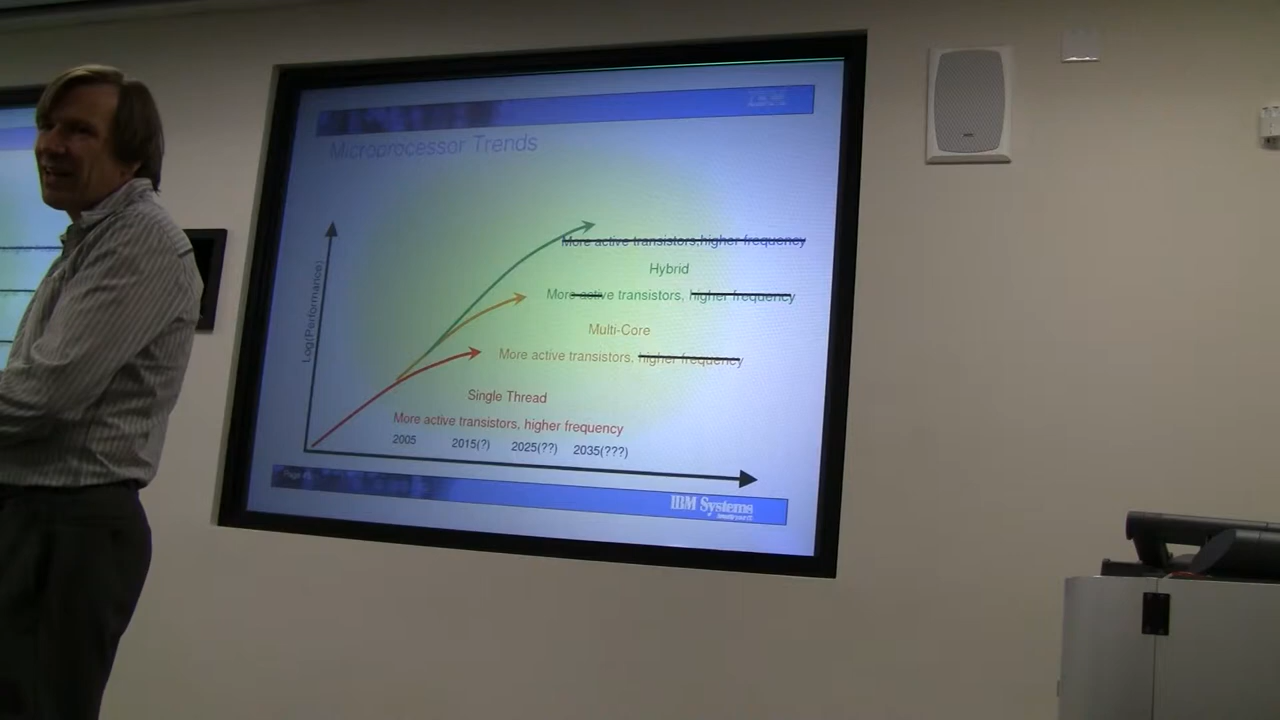 IBM
Microprocessor Trends
More active transistors, higher frequency
Hybrid
More active transistors, higher frequency
Multi-Core
More active transistors, higher frequency
Log(Performance)
Single Thread
More active transistors, higher frequency
2005 2015(?) 2025(??) 2035(???)
Page
IBM Systems